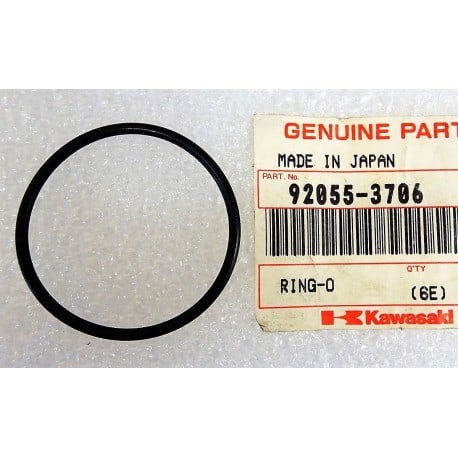 GENUINE PART
MADE IN JAPAN
PART. No.
92055-3706
Q'TY
RING-O (6E)
Kawasaki